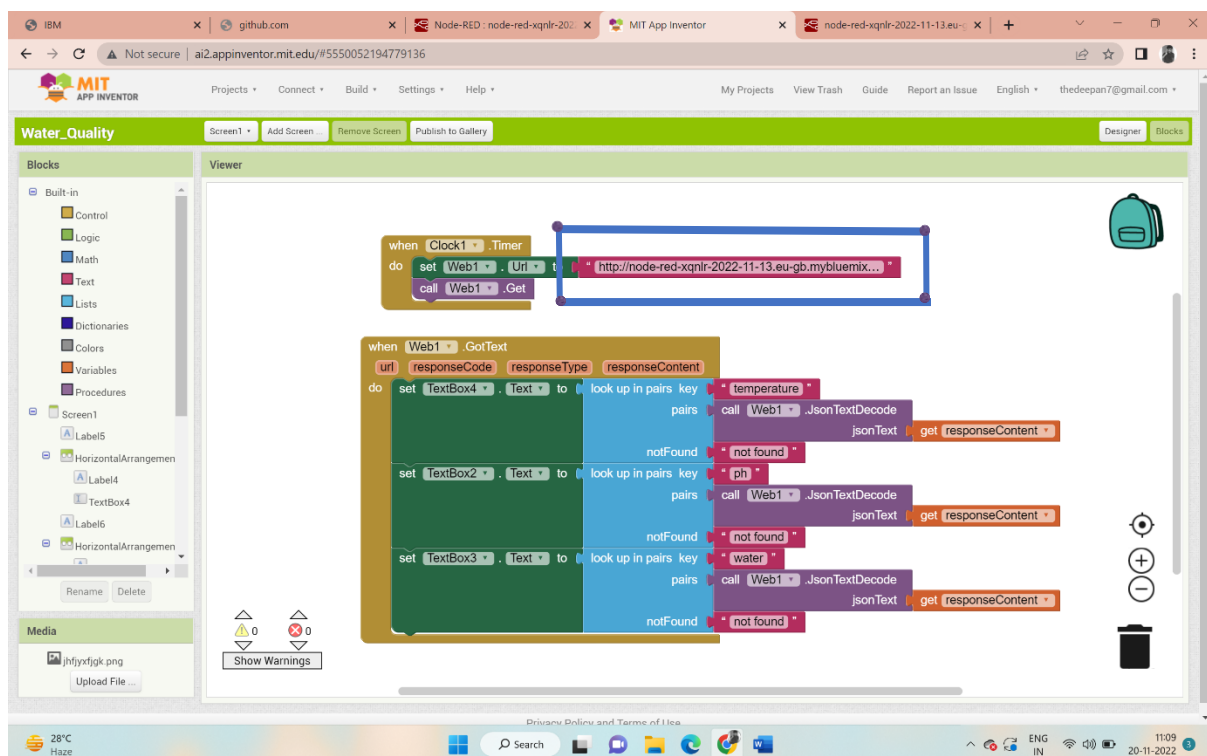 IBM
github.com
Node-RED : node-red-xqnlr-202
MIT App Inventor
node-red-xqnlr-2022-11-13.eu-g
Not secure
ai2.appinventor.mit.edu/#5550052194779136
MIT
APP INVENTOR
Projects
Connect
Build
Settings
Help
My Projects
View Trash
Guide
Report an Issue
English
thedeepan7@gmail.com
Water_Quality
Screen1
Add Screen ...
Remove Screen
Publish to Gallery
Designer
Blocks
Blocks
Viewer
Built-in
Control
Logic
Math
Text
Lists
Dictionaries
Colors
Variables
Procedures
Screen1
Label5
HorizontalArrangemen
Label4
TextBox4
Label6
HorizontalArrangemen
Rename
Delete
Media
jhfjyxfjgk.png
Upload File ...
when Clock1 .Timer
do set Web1 . Url to " http://node-red-xqnlr-2022-11-13.eu-gb.mybluemix... "
call Web1 .Get
when Web1 .GotText
url responseCode responseType responseContent
do set TextBox4 . Text to look up in pairs key " temperature "
pairs call Web1 .JsonTextDecode
jsonText get responseContent
notFound " not found "
set TextBox2 . Text to look up in pairs key " ph "
pairs call Web1 .JsonTextDecode
jsonText get responseContent
notFound " not found "
set TextBox3 . Text to look up in pairs key " water "
pairs call Web1 .JsonTextDecode
jsonText get responseContent
notFound " not found "
0
0
Show Warnings
Privacy Policy and Terms of Use
28°C
Haze
Search
ENG
IN
11:09
20-11-2022
3